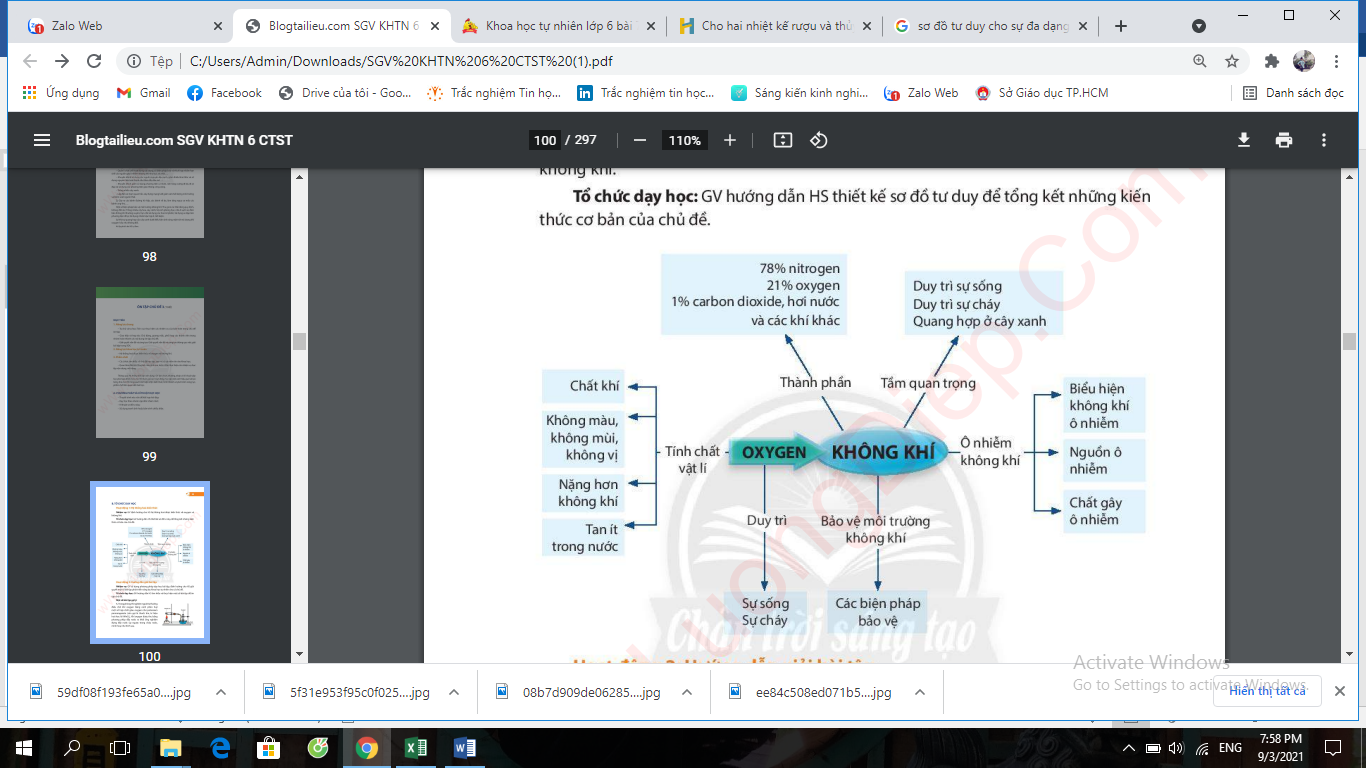 Zalo Web
Blogtailieu.com SGV KHTN 6
Khoa học tự nhiên lớp 6 bài
Cho hai nhiệt kế rượu và thủ
sơ đồ tư duy cho sự đa dạng
Tệp
C:/Users/Admin/Downloads/SGV%20KHTN%206%20CTST%20(1).pdf
Ứng dụng
Gmail
Facebook
Drive của tôi - Goo...
Trắc nghiệm Tin họ...
Trắc nghiệm tin học...
Sáng kiến kinh nghi...
Zalo Web
Sở Giáo dục TP.HCM
Danh sách đọc
Blogtailieu.com SGV KHTN 6 CTST
100 / 297
110%
98
99
100
không khí.
Tổ chức dạy học: GV hướng dẫn HS thiết kế sơ đồ tư duy để tổng kết những kiến
thức cơ bản của chủ đề.
78% nitrogen
21% oxygen
1% carbon dioxide, hơi nước
và các khí khác
Duy trì sự sống
Duy trì sự cháy
Quang hợp ở cây xanh
Thành phần
Tầm quan trọng
Chất khí
Không màu,
không mùi,
không vị
Nặng hơn
không khí
Tan ít
trong nước
Tính chất
vật lí
OXYGEN
KHÔNG KHÍ
Ô nhiễm
không khí
Biểu hiện
không khí
ô nhiễm
Nguồn ô
nhiễm
Chất gây
ô nhiễm
Duy trì
Bảo vệ môi trường
không khí
Sự sống
Sự cháy
Các biện pháp
bảo vệ
Chân trời sáng tạo
Activate Windows
Go to Settings to activate Windows.
59df08f193fe65a0....jpg
5f31e953f95c0f025....jpg
08b7d909de06285....jpg
ee84c508ed071b5....jpg
Hiển thị tất cả
ENG
7:58 PM
9/3/2021